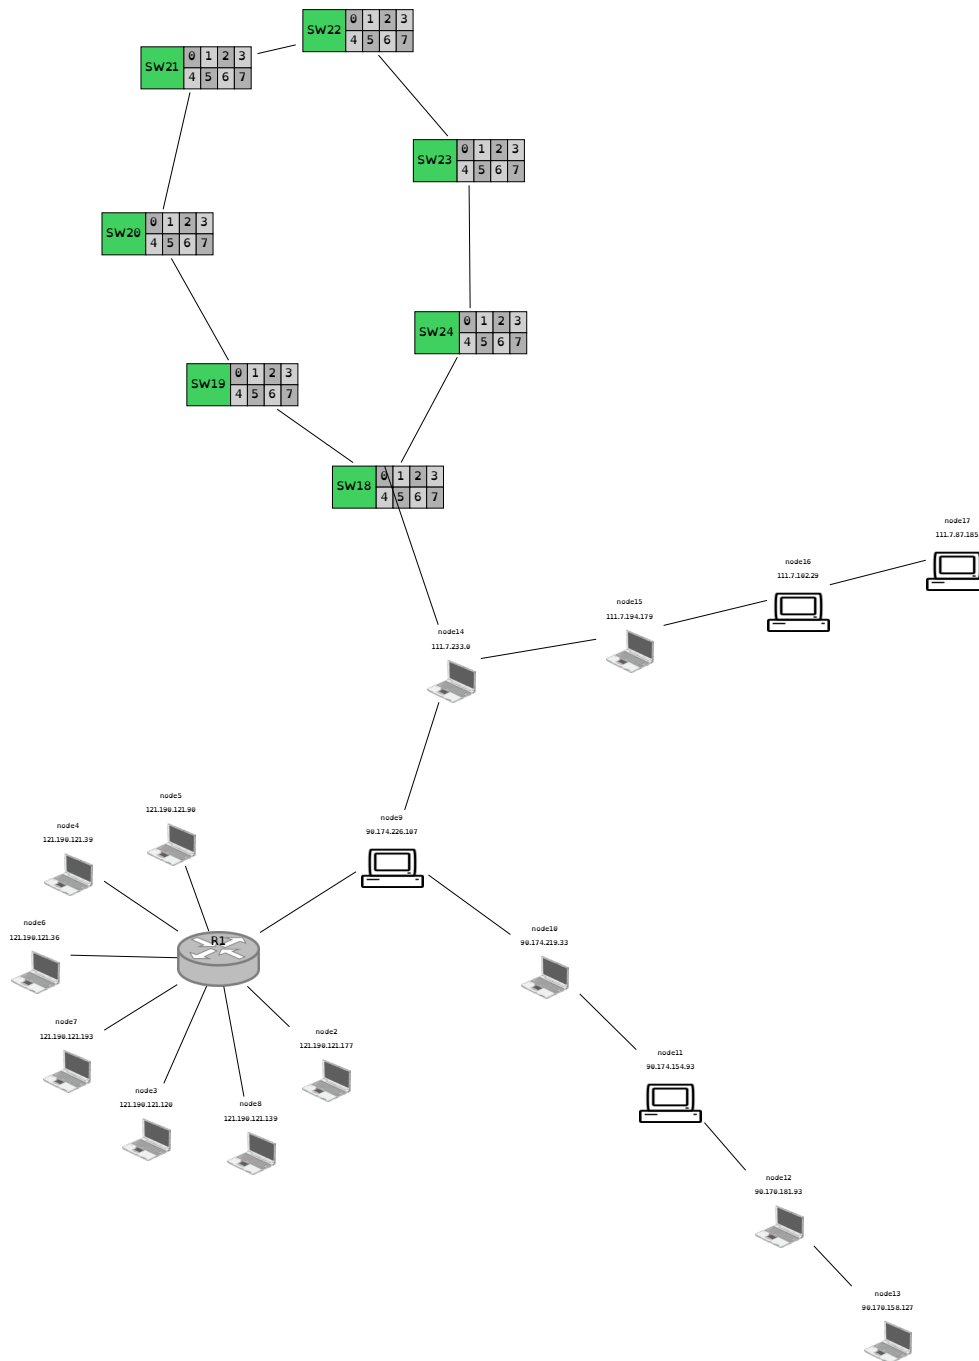 SW22
0 1 2 3
4 5 6 7
SW21
0 1 2 3
4 5 6 7
SW23
0 1 2 3
4 5 6 7
SW20
0 1 2 3
4 5 6 7
SW24
0 1 2 3
4 5 6 7
SW19
0 1 2 3
4 5 6 7
SW18
0 1 2 3
4 5 6 7
node17
111.7.87.185
node16
111.7.102.29
node15
111.7.194.179
node14
111.7.233.0
node5
121.190.121.90
node4
121.190.121.39
node9
90.174.226.107
node6
121.190.121.36
R1
node10
90.174.219.33
node7
121.190.121.193
node2
121.190.121.177
node11
90.174.154.93
node3
121.190.121.120
node8
121.190.121.139
node12
90.170.181.93
node13
90.170.158.127